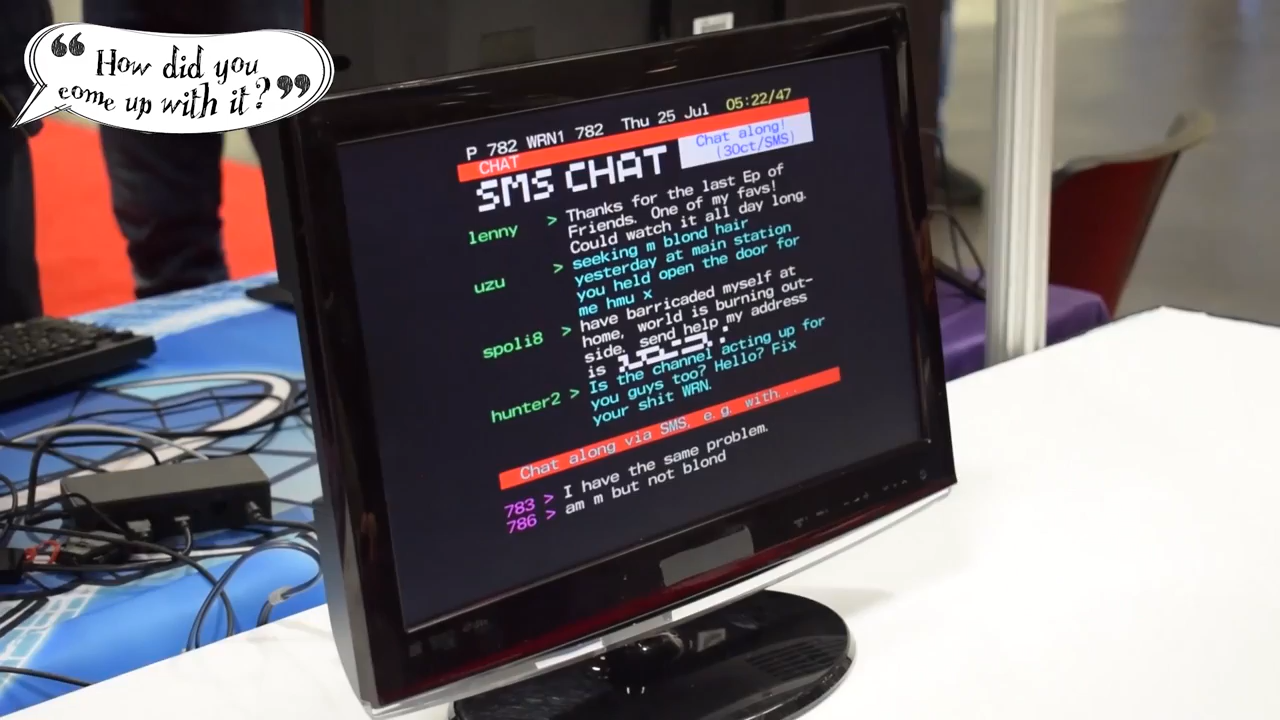 “How did you
come up with it?”
P 782 WRN1 782 Thu 25 Jul 05:22/47
CHAT
SMS CHAT
Chat along!
(30ct/SMS)
lenny > Thanks for the last Ep of
Friends. One of my favs!
Could watch it all day long.
uzu > seeking m blond hair
yesterday at main station
you held open the door for
me hmu x
spoli8 > have barricaded myself at
home, world is burning out-
side. send help my address
is
hunter2 > Is the channel acting up for
you guys too? Hello? Fix
your shit WRN.
Chat along via SMS, e.g. with...
783 > I have the same problem.
786 > am m but not blond